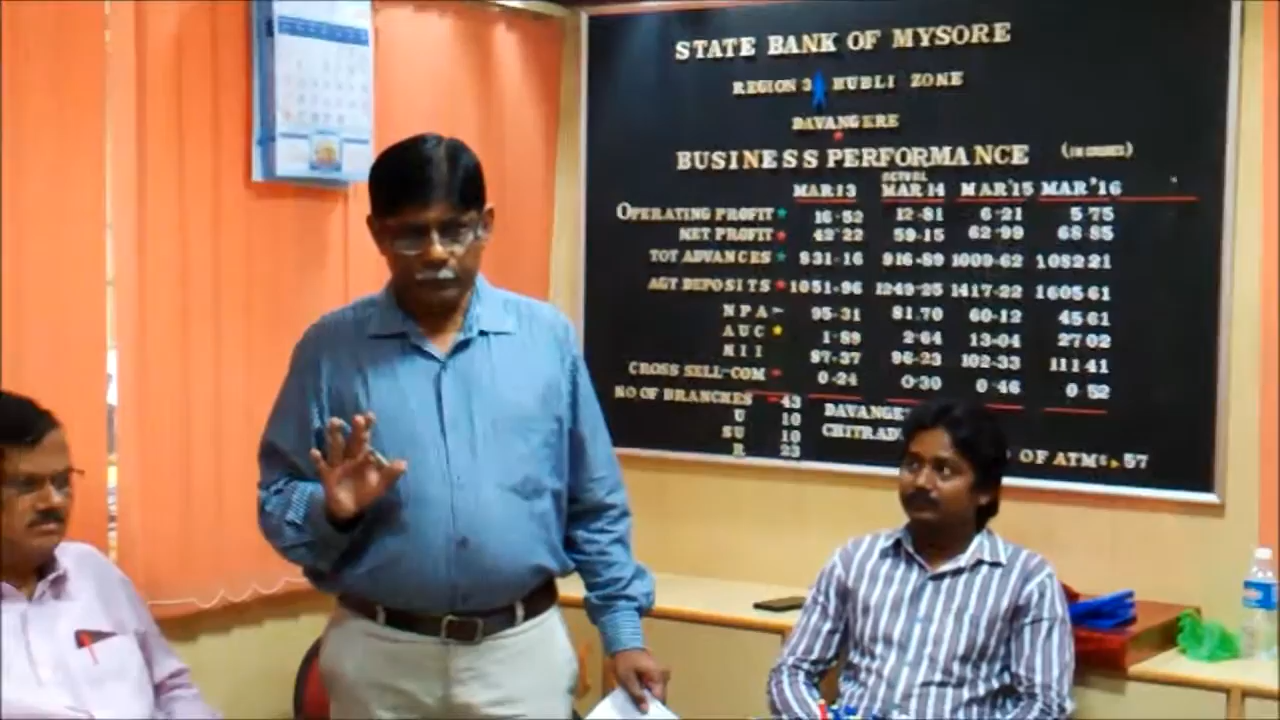 STATE BANK OF MYSORE
REGION 3 HUBLI ZONE
DAVANGERE
BUSINESS PERFORMANCE (IN CRORES)
ACTUAL
MAR 13 MAR 14 MAR'15 MAR'16
OPERATING PROFIT 16-52 12-81 6-21 5-75
NET PROFIT 42-22 59-15 62-99 68-85
TOT ADVANCES 831-16 916-89 1009-62 1082 21
AGT DEPOSITS 1051-96 1249-25 1417-22 1605 61
NPA 95-31 81.70 60-12 45 61
AUC 1-89 2-64 13-04 27 02
NII 87-37 96-23 102-33 111 41
CROSS SELL-COM 0-24 0-30 0-46 0 52
NO OF BRANCHES - 43
U 10
SU 10
R 23
OF ATMS 57